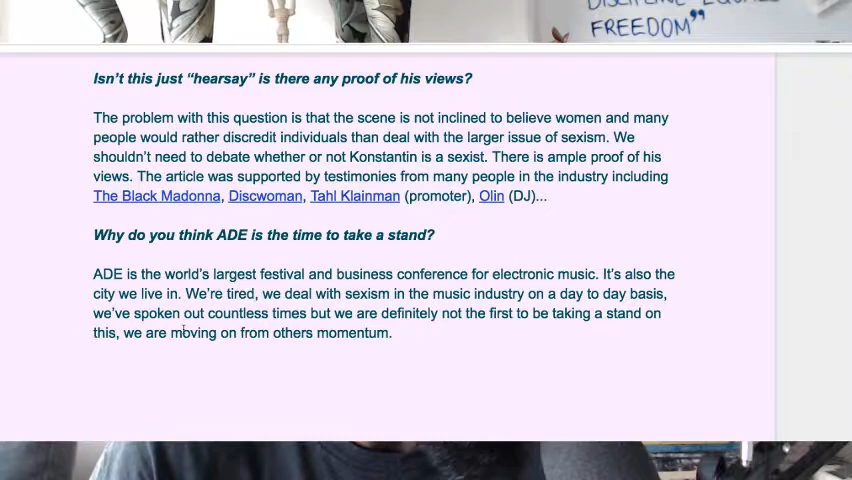 FREEDOM”
Isn’t this just “hearsay” is there any proof of his views?
The problem with this question is that the scene is not inclined to believe women and many
people would rather discredit individuals than deal with the larger issue of sexism. We
shouldn’t need to debate whether or not Konstantin is a sexist. There is ample proof of his
views. The article was supported by testimonies from many people in the industry including
The Black Madonna, Discwoman, Tahl Klainman (promoter), Olin (DJ)...
Why do you think ADE is the time to take a stand?
ADE is the world’s largest festival and business conference for electronic music. It’s also the
city we live in. We’re tired, we deal with sexism in the music industry on a day to day basis,
we’ve spoken out countless times but we are definitely not the first to be taking a stand on
this, we are moving on from others momentum.